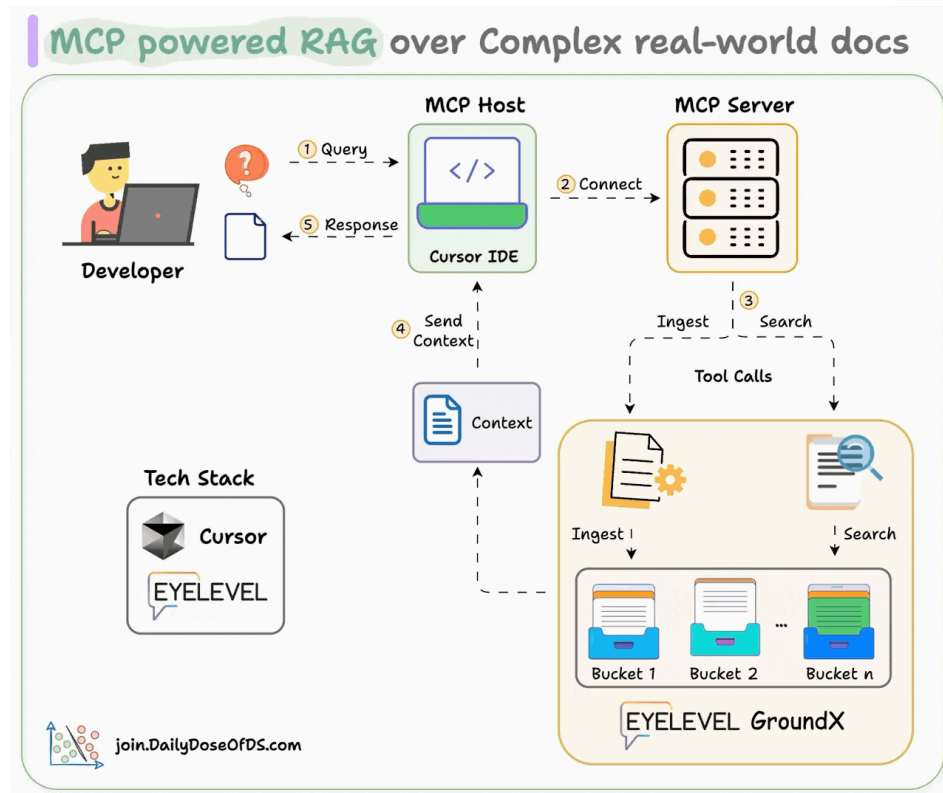 MCP powered RAG over Complex real-world docs
MCP Host
MCP Server
1 Query
</>
2 Connect
5 Response
Cursor IDE
Developer
3
4 Send
Context
Ingest
Search
Tool Calls
Context
Tech Stack
Cursor
EYELEVEL
Ingest
Search
...
Bucket 1
Bucket 2
Bucket n
EYELEVEL GroundX
join.DailyDoseOfDS.com